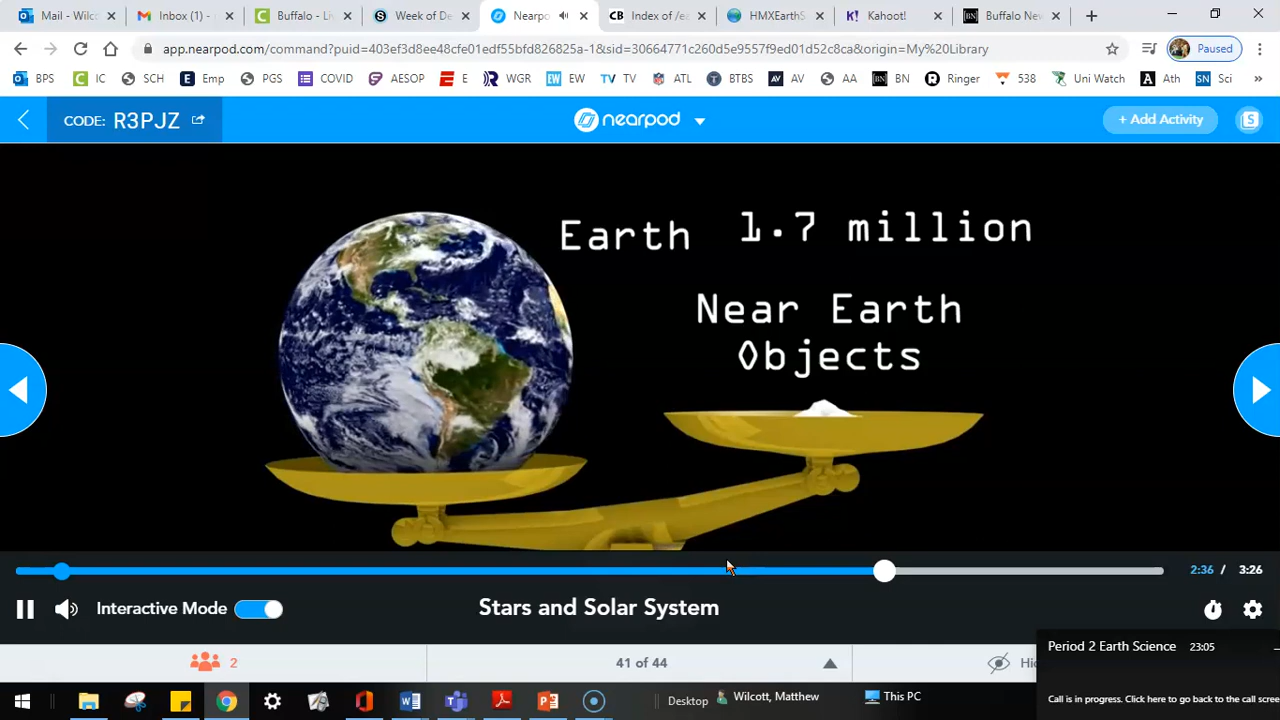 Mail - Wilc
Inbox (1) -
Buffalo - Li
Week of De
Nearpo
Index of /ea
HMXEarthS
Kahoot!
Buffalo Ne
app.nearpod.com/command?puid=403ef3d8ee48cfe01edf55bfd826825a-1&sid=30664771c260d5e9557f9ed01f52c8c8&origin=My%20Library
Paused
BPS IC SCH Emp PGS COVID AESOP REF WGR EW TV ATL BTBS AV AA BN Ringer 538 Uni Watch Ath Sci »
CODE: R3PJZ
nearpod
+ Add Activity
Earth 1.7 million
Near Earth
Objects
2:36 / 3:26
Interactive Mode
Stars and Solar System
2
41 of 44
Hi
Period 2 Earth Science 23:05
Call is in progress. Click here to go back to the call scree
Desktop
Wilcott, Matthew
This PC